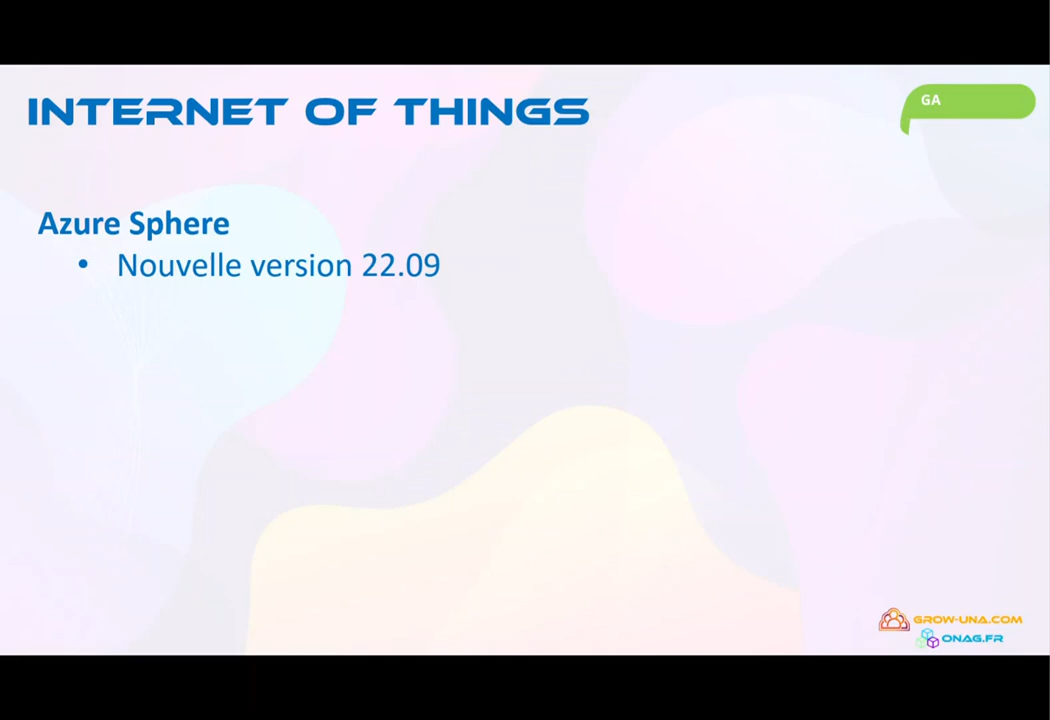 INTERNET OF THINGS
GA
Azure Sphere
• Nouvelle version 22.09
GROW-UNA.COM
ONAG.FR